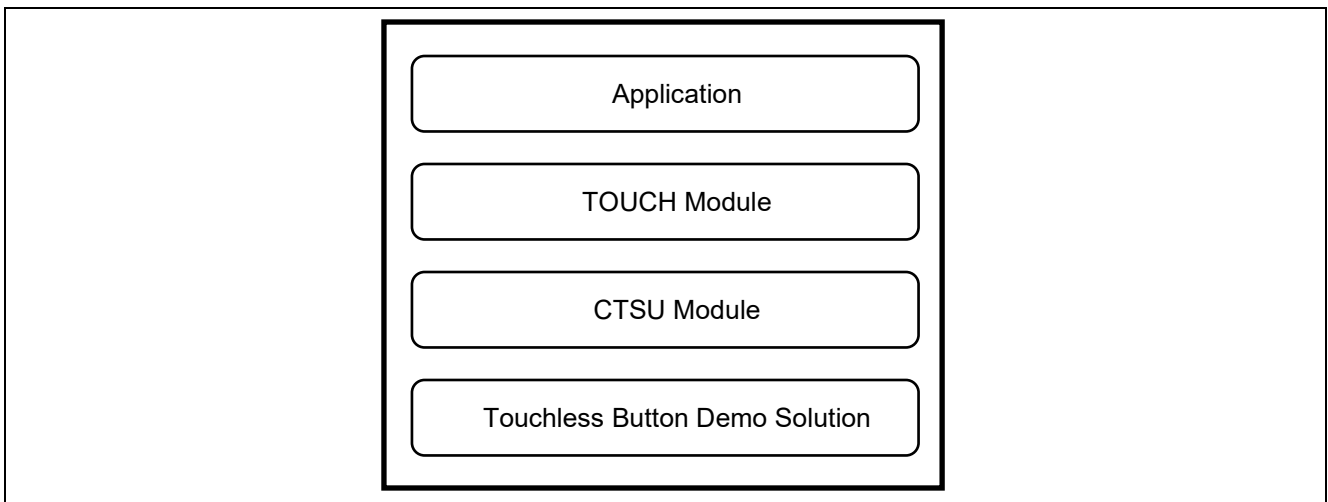 Application
TOUCH Module
CTSU Module
Touchless Button Demo Solution